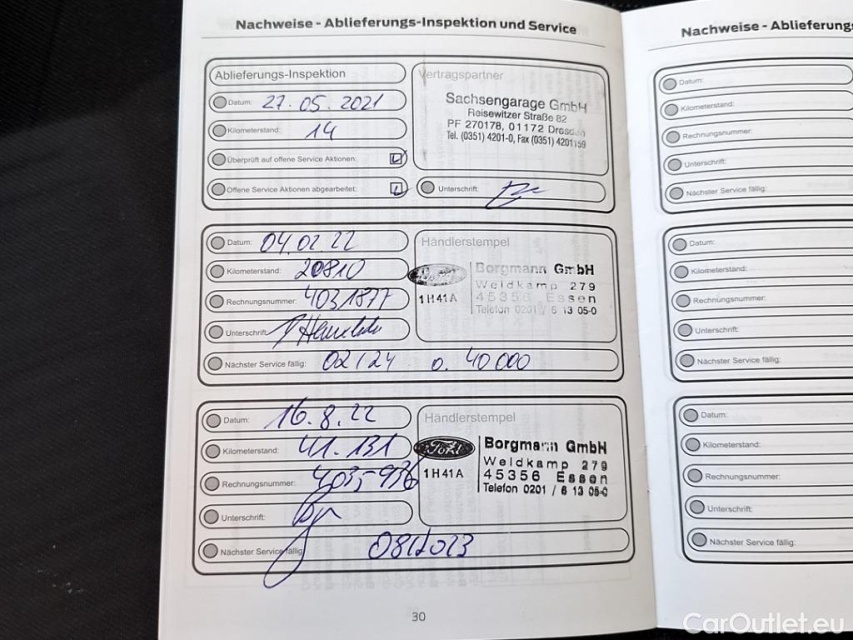 Nachweise - Ablieferungs-Inspektion und Service
Ablieferungs-Inspektion
Datum: 27.05.2021
Kilometerstand: 14
Überprüft auf offene Service Aktionen:
Offene Service Aktionen abgearbeitet:
Vertragspartner
Sachsengarage GmbH
Reisewitzer Straße 82
PF 270178, 01172 Dresden
Tel. (0351) 4201-0, Fax (0351) 4201159
Unterschrift:
Datum: 04.02.22
Kilometerstand: 20810
Rechnungsnummer: 4031877
Unterschrift:
Nächster Service fällig: 02/24 o. 40000
Händlerstempel
1H41A
Borgmann GmbH
Weldkamp 279
45356 Essen
Telefon 0201 / 6 13 05-0
Datum: 16.8.22
Kilometerstand: 41.131
Rechnungsnummer: 4035936
Unterschrift:
Nächster Service fällig: 08/2023
Händlerstempel
Ford
1H41A
Borgmann GmbH
Weldkamp 279
45356 Essen
Telefon 0201 / 6 13 05-0
30
Nachweise - Ablieferungs
Datum:
Kilometerstand:
Rechnungsnummer:
Unterschrift:
Nächster Service fällig:
Datum:
Kilometerstand:
Rechnungsnummer:
Unterschrift:
Nächster Service fällig:
Datum:
Kilometerstand:
Rechnungsnummer:
Unterschrift:
Nächster Service fällig:
CarOutlet.eu